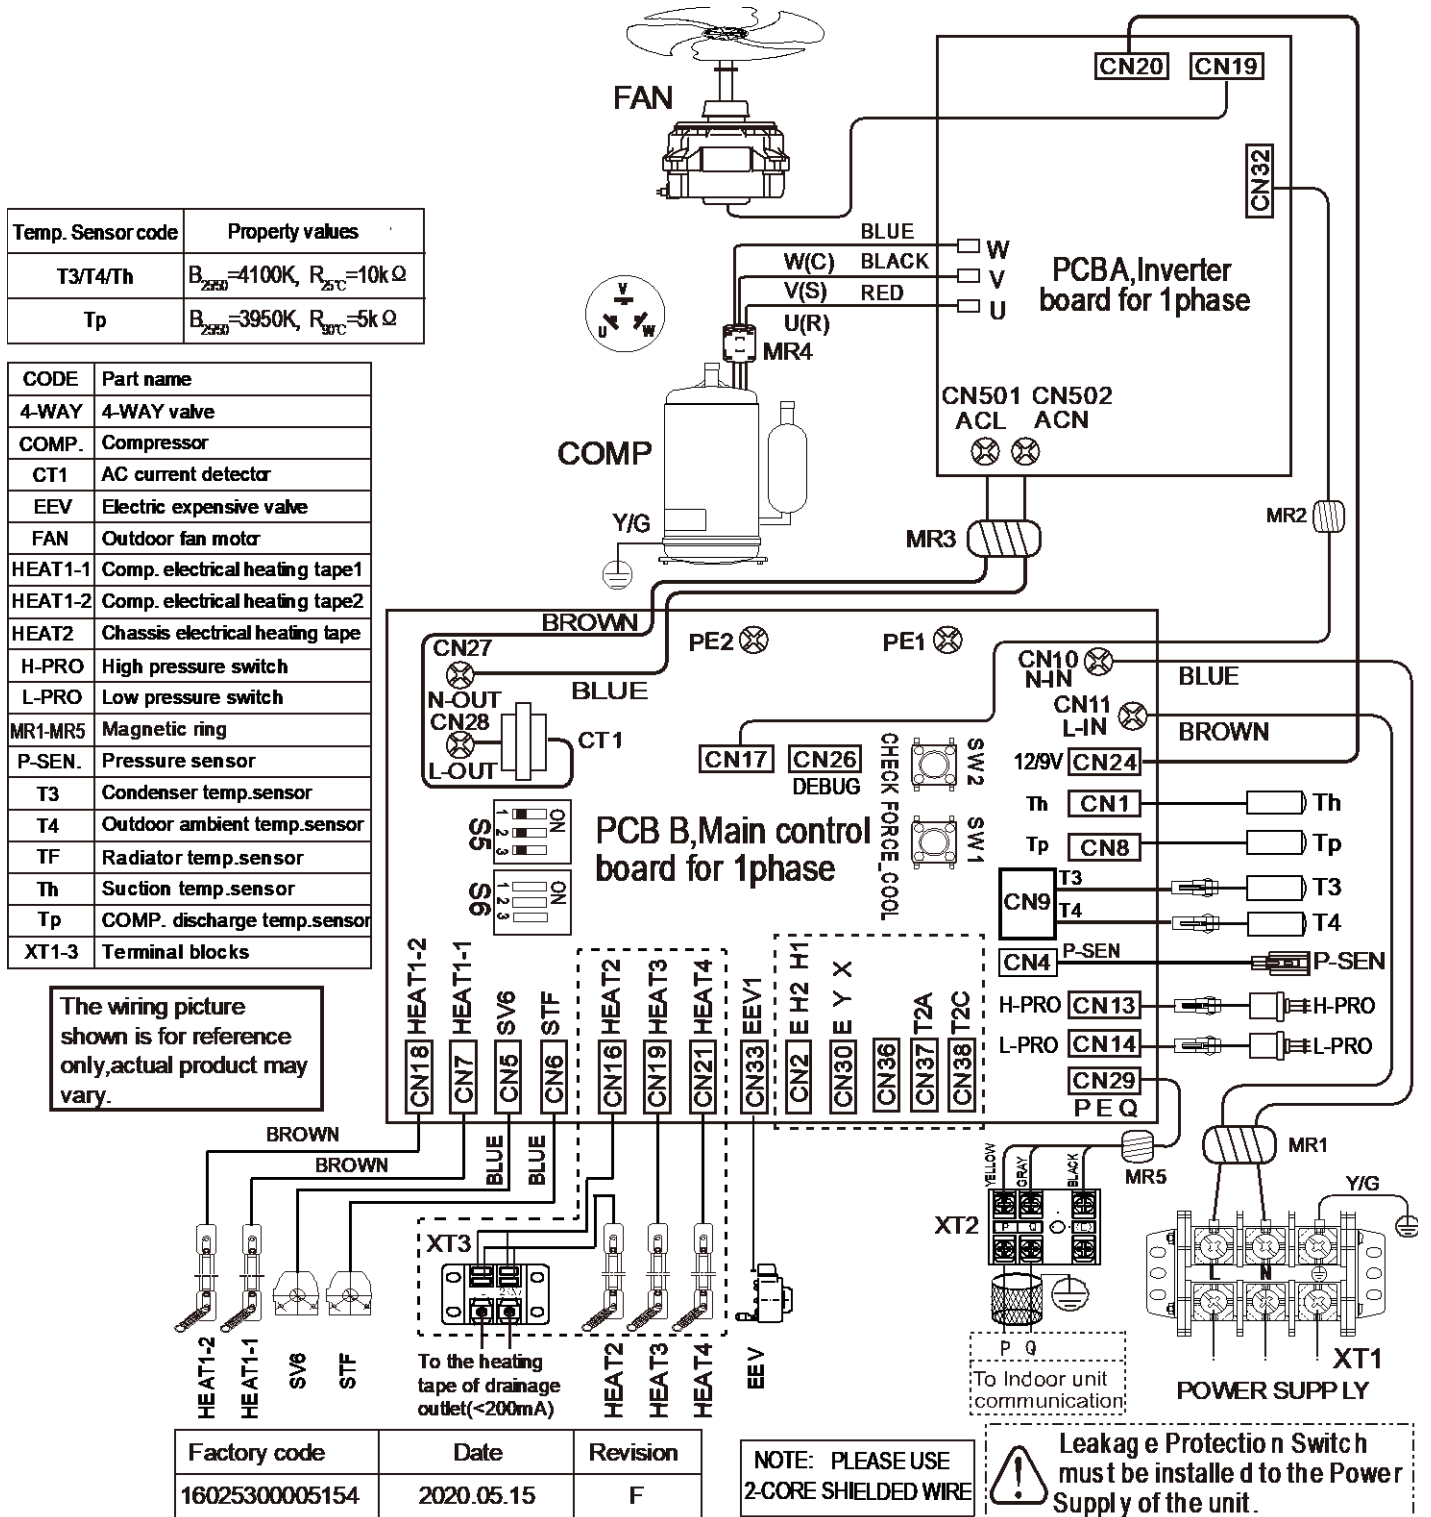 CN20
CN19
FAN
CN32
Temp. Sensor code
Property values
T3/T4/Th
B25/50=4100K, R25℃=10kΩ
Tp
B25/50=3950K, R90℃=5kΩ
BLUE
W
W(C)
BLACK
V
V(S)
RED
U
U(R)
MR4
V
U
W
PCBA,Inverter
board for 1phase
CN501
CN502
ACL
ACN
COMP
Y/G
MR3
MR2
CODE
Part name
4-WAY
4-WAY valve
COMP.
Compressor
CT1
AC current detector
EEV
Electric expensive valve
FAN
Outdoor fan motor
HEAT1-1
Comp. electrical heating tape1
HEAT1-2
Comp. electrical heating tape2
HEAT2
Chassis electrical heating tape
H-PRO
High pressure switch
L-PRO
Low pressure switch
MR1-MR5
Magnetic ring
P-SEN.
Pressure sensor
T3
Condenser temp.sensor
T4
Outdoor ambient temp.sensor
TF
Radiator temp.sensor
Th
Suction temp.sensor
Tp
COMP. discharge temp.sensor
XT1-3
Terminal blocks
The wiring picture
shown is for reference
only,actual product may
vary.
BROWN
CN27
N-OUT
BLUE
CN28
L-OUT
CT1
PE2
PE1
CN10
N-IN
BLUE
CN11
L-IN
BROWN
CN17
CN26
DEBUG
CHECK FORCE_COOL
SW2
SW1
12/9V
CN24
Th
CN1
Th
Tp
CN8
Tp
CN9
T3
T3
T4
T4
CN4
P-SEN
P-SEN
H-PRO
CN13
H-PRO
L-PRO
CN14
L-PRO
CN29
P E Q
S5
1
2
3
ON
S6
1
2
3
ON
PCB B,Main control
board for 1phase
HEAT1-2
HEAT1-1
SV6
STF
HEAT2
HEAT3
HEAT4
EEV1
E H2 H1
E Y X
T2A
T2C
CN18
CN7
CN5
CN6
CN16
CN19
CN21
CN33
CN2
CN30
CN36
CN37
CN38
BROWN
BROWN
BLUE
BLUE
YELLOW
GRAY
BLACK
MR5
MR1
Y/G
XT3
XT2
P
Q
L
N
XT1
POWER SUPPLY
P Q
To Indoor unit
communication
HEAT1-2
HEAT1-1
SV6
STF
To the heating
tape of drainage
outlet(<200mA)
HEAT2
HEAT3
HEAT4
EEV
Factory code
Date
Revision
16025300005154
2020.05.15
F
NOTE: PLEASE USE
2-CORE SHIELDED WIRE
Leakage Protection Switch
must be installed to the Power
Supply of the unit.